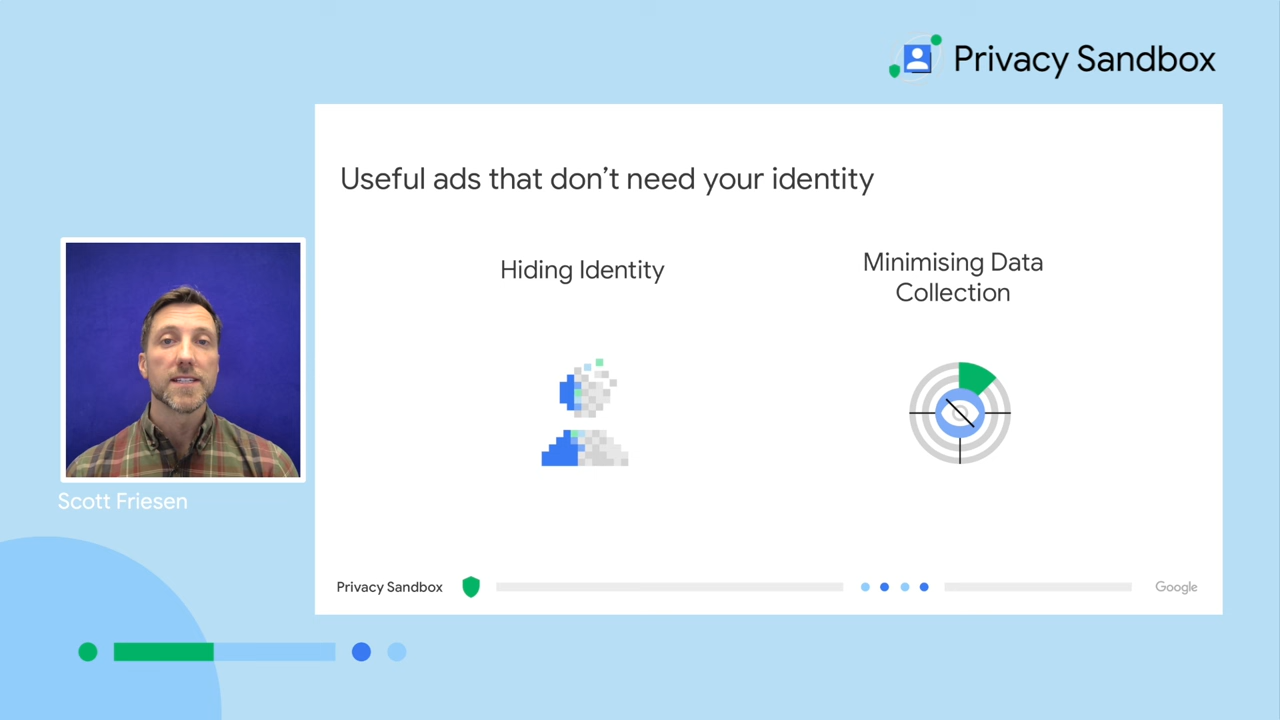 Privacy Sandbox
Useful ads that don't need your identity
Hiding Identity
Minimising Data
Collection
Scott Friesen
Privacy Sandbox
Google